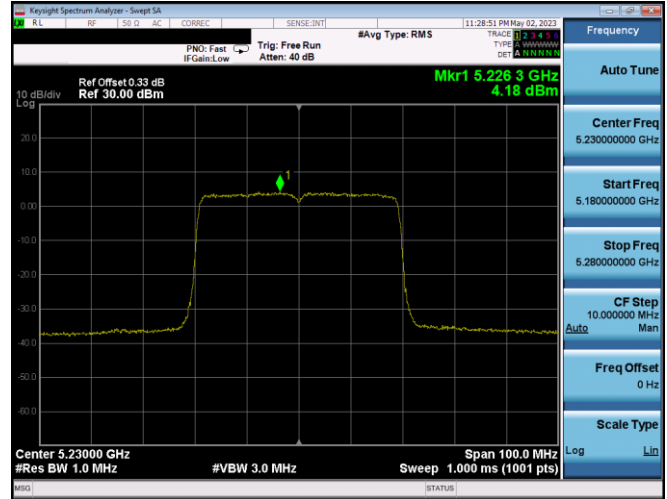 Keysight Spectrum Analyzer - Swept SA
RL RF 50 Ω AC CORREC SENSE:INT 11:28:51 PM May 02, 2023
#Avg Type: RMS
TRACE 1 2 3 4 5 6
TYPE A WWWWW
DET A N N N N N
PNO: Fast
IFGain:Low
Trig: Free Run
Atten: 40 dB
Mkr1 5.226 3 GHz
4.18 dBm
Ref Offset 0.33 dB
Ref 30.00 dBm
10 dB/div
Log
20.0
10.0
0.00
-10.0
-20.0
-30.0
-40.0
-50.0
-60.0
1
Center 5.23000 GHz
#Res BW 1.0 MHz
#VBW 3.0 MHz
Span 100.0 MHz
Sweep 1.000 ms (1001 pts)
MSG
STATUS
Frequency
Auto Tune
Center Freq
5.230000000 GHz
Start Freq
5.180000000 GHz
Stop Freq
5.280000000 GHz
CF Step
10.000000 MHz
Auto Man
Freq Offset
0 Hz
Scale Type
Log Lin